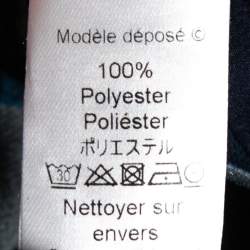 Modèle déposé ©
100%
Polyester
Poliéster
ポリエステル
30
Nettoyer sur
envers